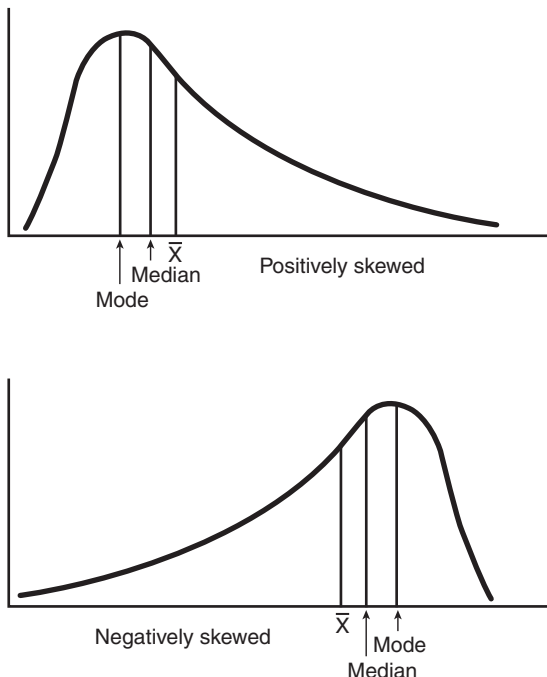 X̄
Positively skewed
Median
Mode
Negatively skewed
X̄
Mode
Median